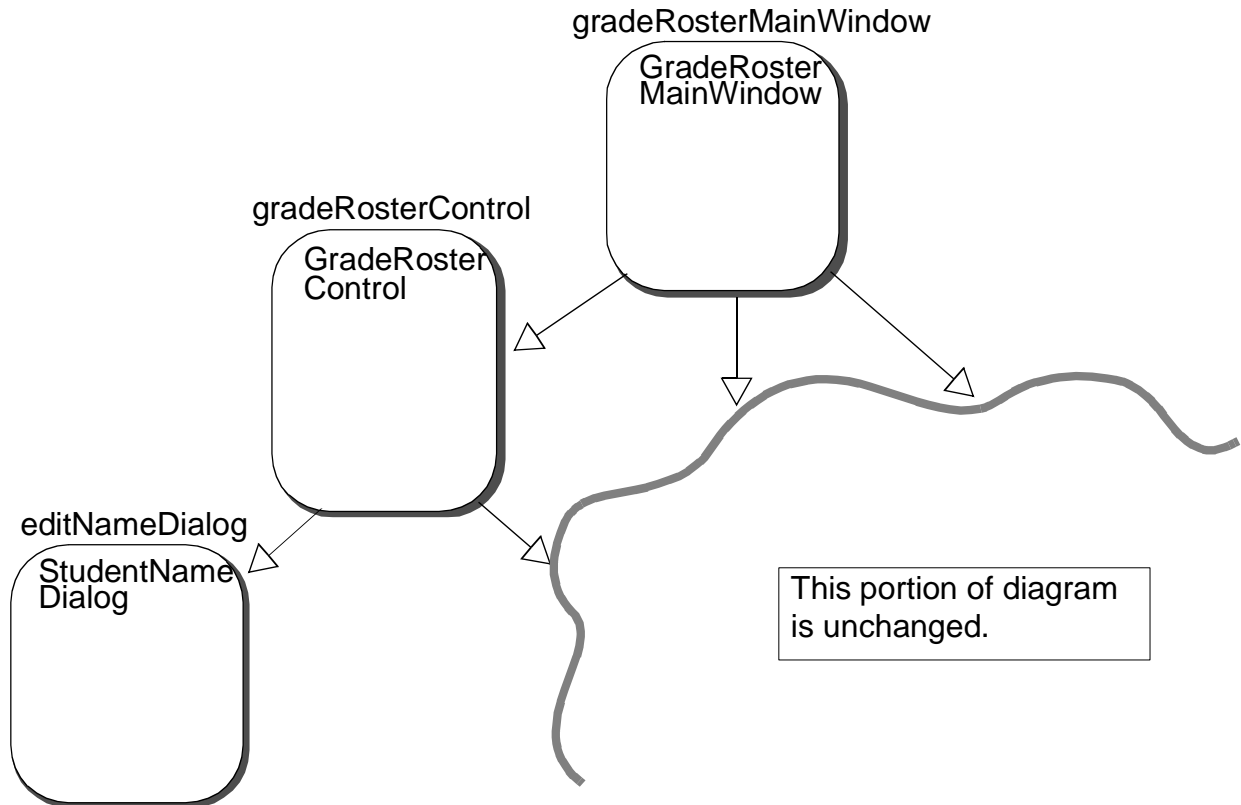 gradeRosterMainWindow
GradeRoster
MainWindow
gradeRosterControl
GradeRoster
Control
editNameDialog
StudentName
Dialog
This portion of diagram
is unchanged.